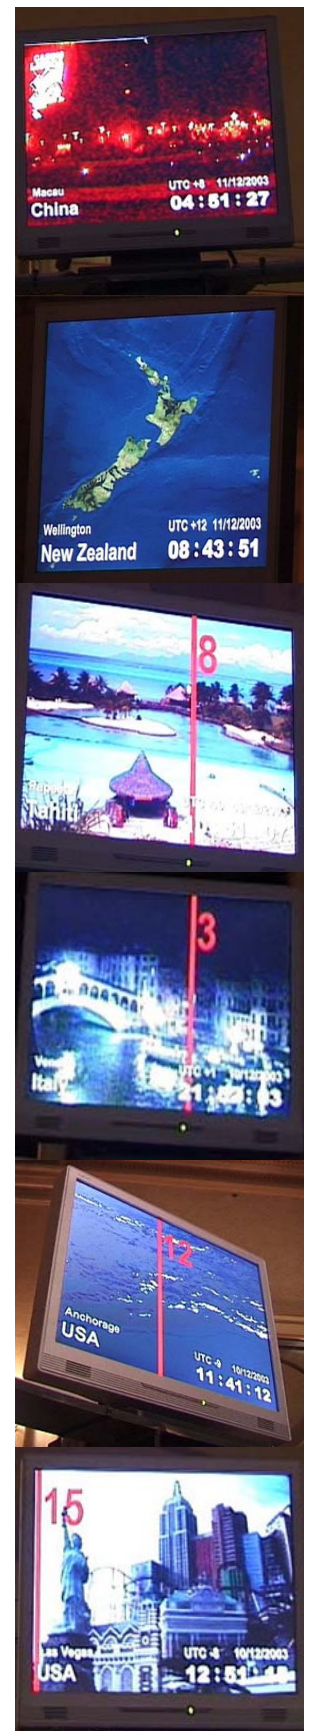 Macau
China
UTC +8 11/12/2003
04:51:27
Wellington
New Zealand
UTC +12 11/12/2003
08:43:51
8
Tahiti
3
Italy
UTC +1 10/12/2003
12
Anchorage
USA
UTC -9 10/12/2003
11:41:12
15
Las Vegas
USA
UTC -8 10/12/2003